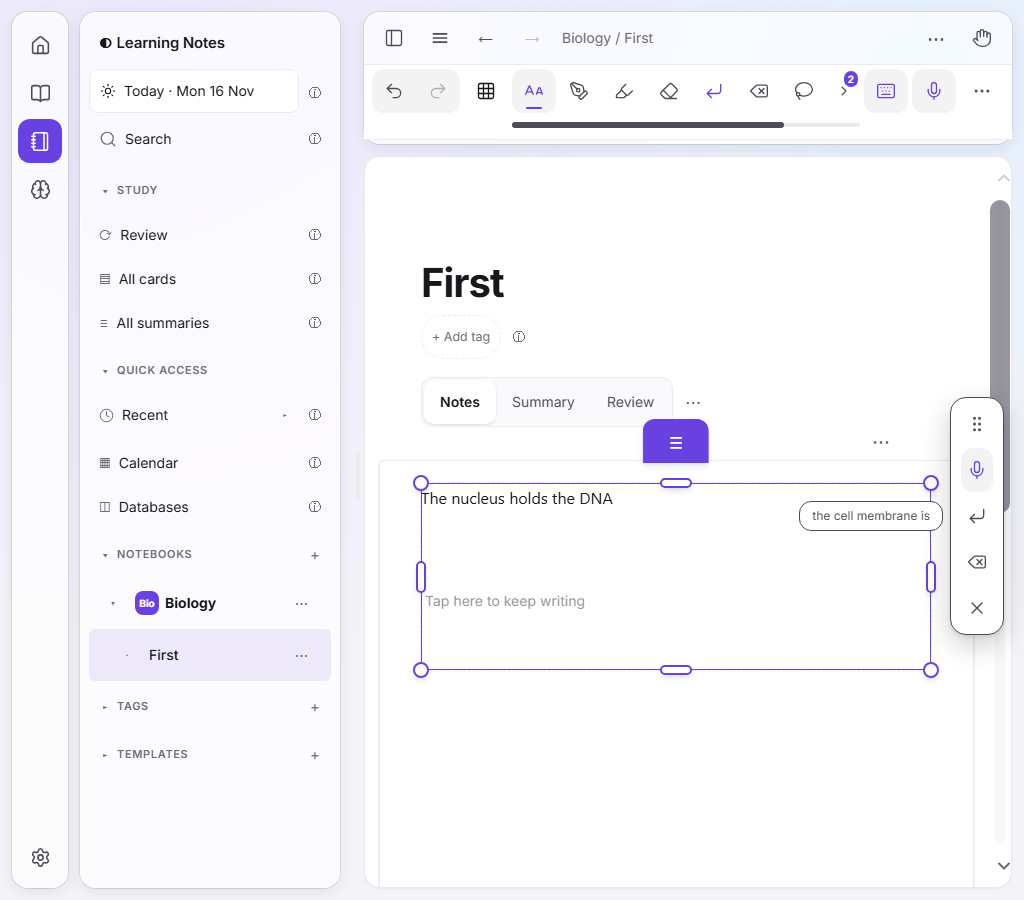 Learning Notes
Today · Mon 16 Nov
Search
STUDY
Review
All cards
All summaries
QUICK ACCESS
Recent
Calendar
Databases
NOTEBOOKS
Bio Biology
First
TAGS
TEMPLATES
Biology / First
AA
2
First
+ Add tag
Notes Summary Review
The nucleus holds the DNA
the cell membrane is
Tap here to keep writing